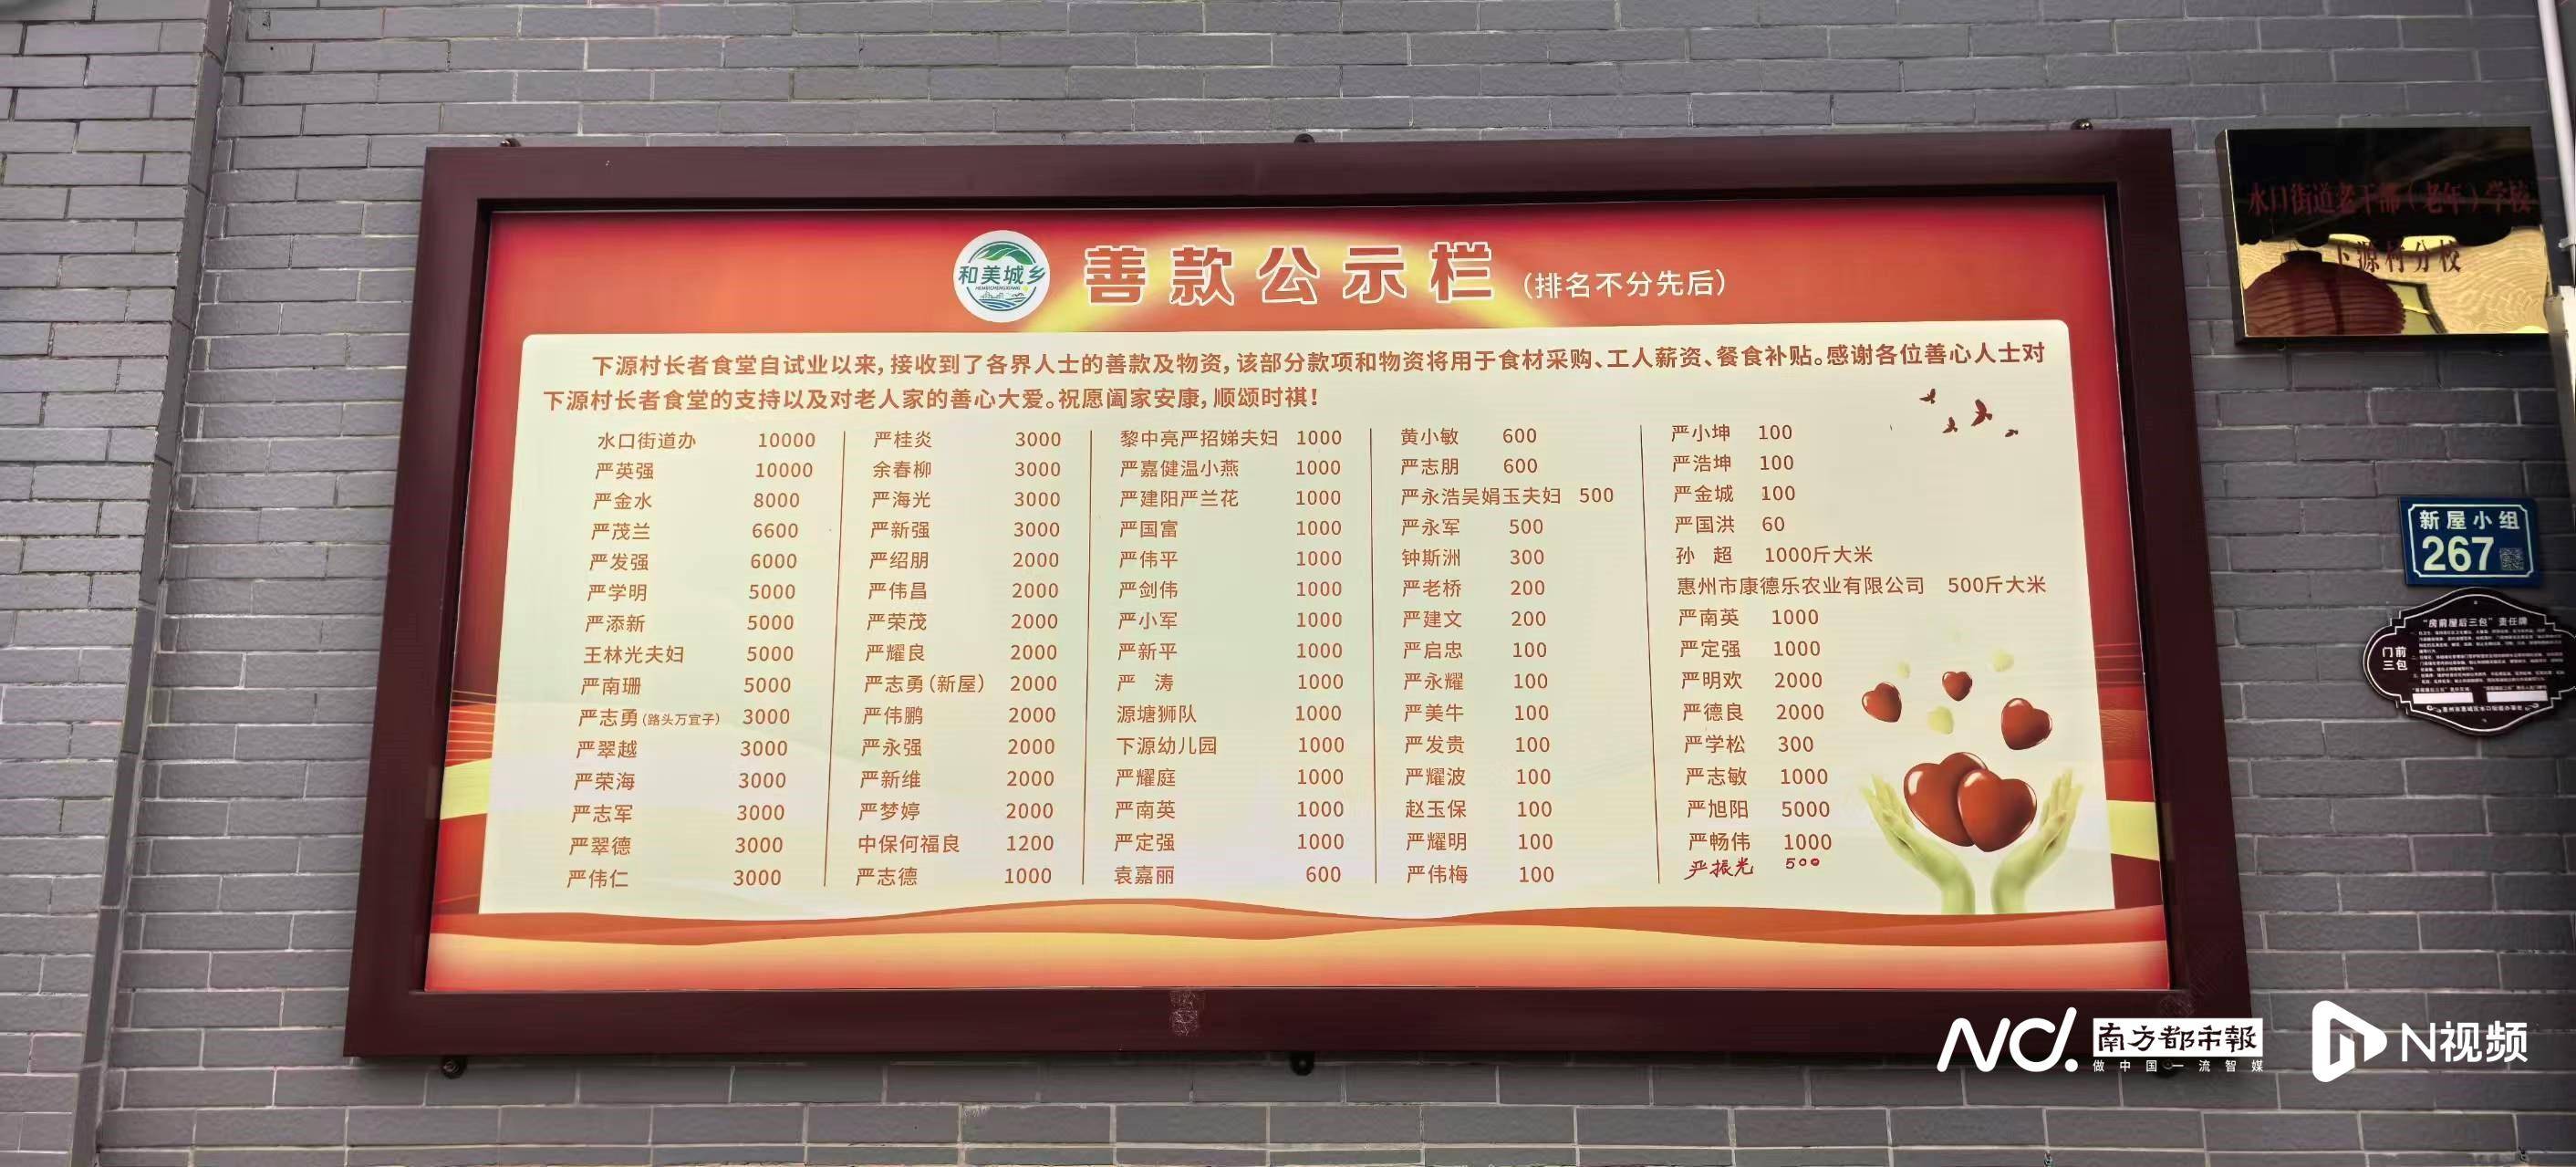 和美城乡
善款公示栏（排名不分先后）
下源村长者食堂自试业以来,接收到了各界人士的善款及物资,该部分款项和物资将用于食材采购、工人薪资、餐食补贴。感谢各位善心人士对
下源村长者食堂的支持以及对老人家的善心大爱。祝愿阖家安康,顺颂时祺!
水口街道办 10000
严英强 10000
严金水 8000
严茂兰 6600
严发强 6000
严学明 5000
严添新 5000
王林光夫妇 5000
严南珊 5000
严志勇(路头万宜子) 3000
严翠越 3000
严荣海 3000
严志军 3000
严翠德 3000
严伟仁 3000
严桂炎 3000
余春柳 3000
严海光 3000
严新强 3000
严绍朋 2000
严伟昌 2000
严荣茂 2000
严耀良 2000
严志勇(新屋) 2000
严伟鹏 2000
严永强 2000
严新维 2000
严梦婷 2000
中保何福良 1200
严志德 1000
黎中亮严招娣夫妇 1000
严嘉健温小燕 1000
严建阳严兰花 1000
严国富 1000
严伟平 1000
严剑伟 1000
严小军 1000
严新平 1000
严 涛 1000
源塘狮队 1000
下源幼儿园 1000
严耀庭 1000
严南英 1000
严定强 1000
袁嘉丽 600
黄小敏 600
严志朋 600
严永浩吴娟玉夫妇 500
严永军 500
钟斯洲 300
严老桥 200
严建文 200
严启忠 100
严永耀 100
严美牛 100
严发贵 100
严耀波 100
赵玉保 100
严耀明 100
严伟梅 100
严小坤 100
严浩坤 100
严金城 100
严国洪 60
孙 超 1000斤大米
惠州市康德乐农业有限公司 500斤大米
严南英 1000
严定强 1000
严明欢 2000
严德良 2000
严学松 300
严志敏 1000
严旭阳 5000
严畅伟 1000
严振光 500
水口街道老干部(老年)学校
下源村分校
新屋小组
267
“房前屋后三包”责任牌
门前
三包
nd. 南方都市報
做中国一流智媒
N视频